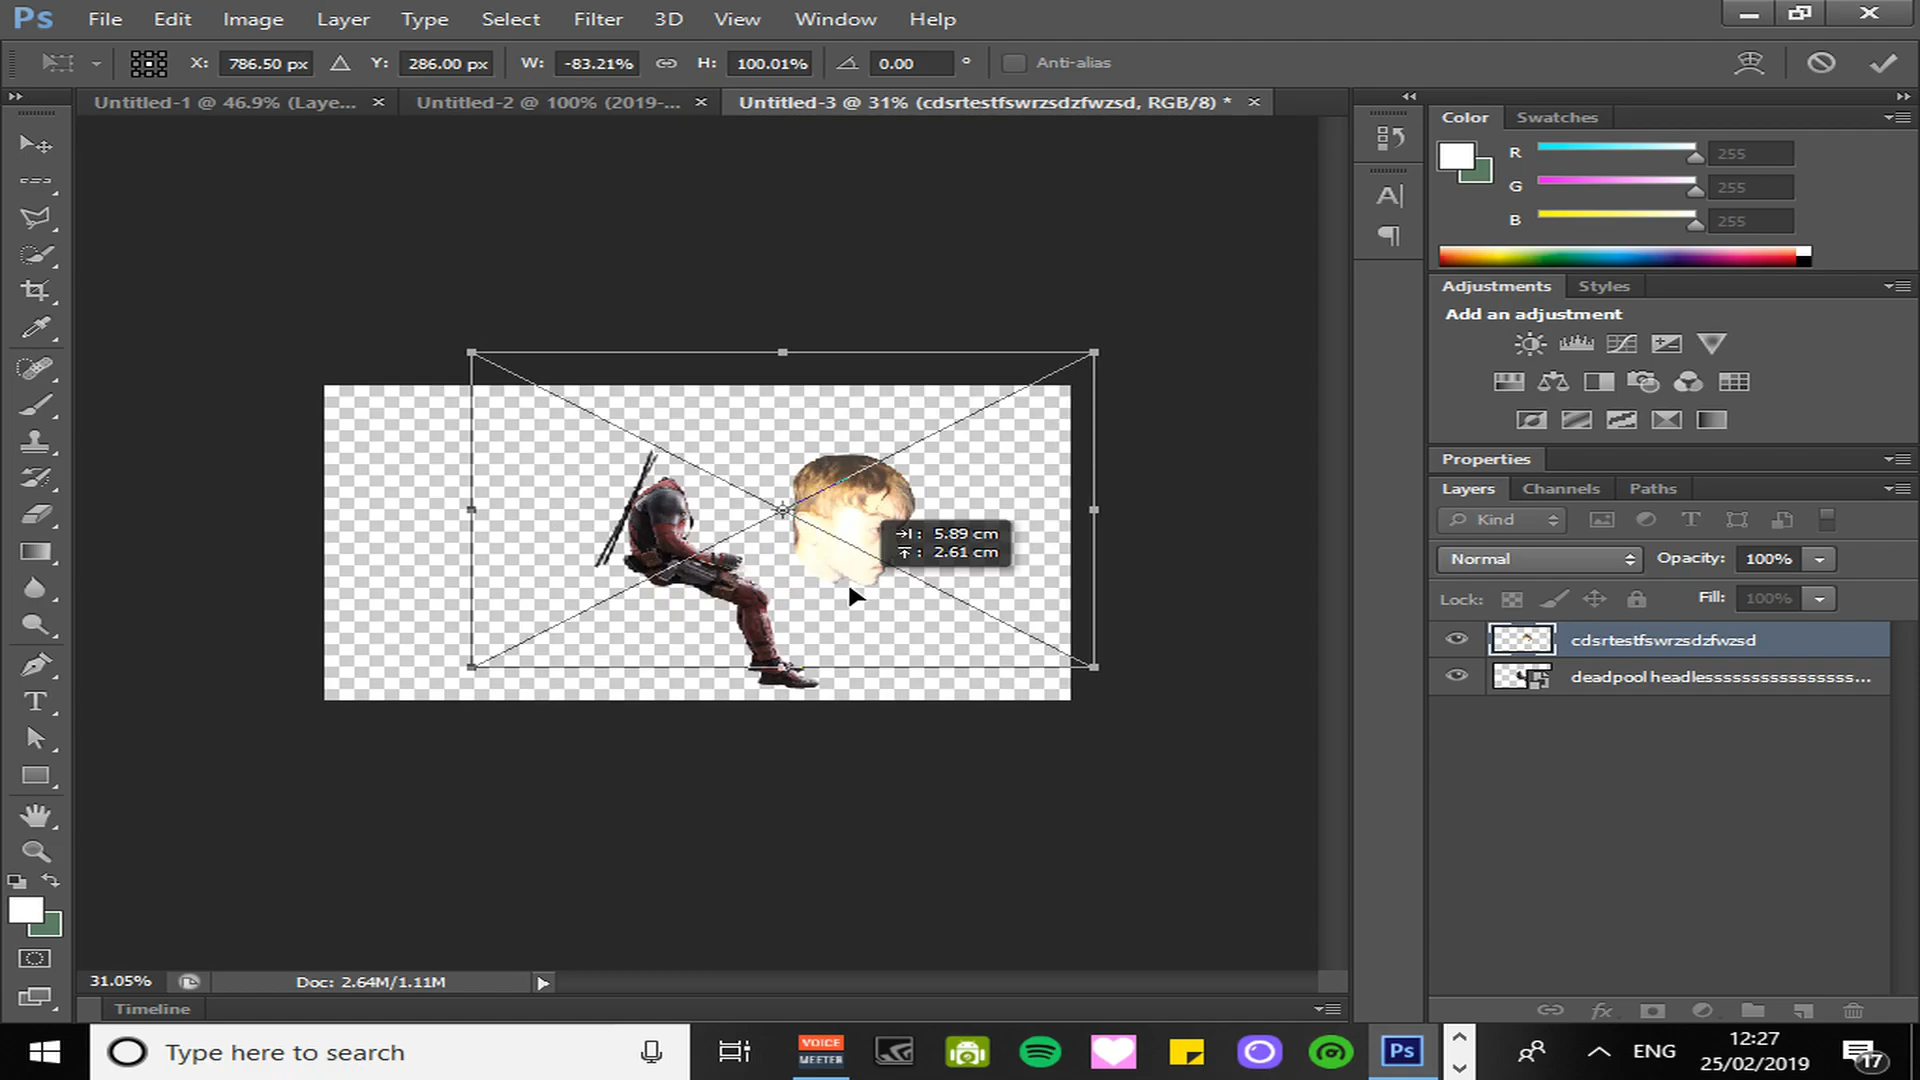 Ps File Edit Image Layer Type Select Filter 3D View Window Help
X: 786.50 px Y: 286.00 px W: -83.21% H: 100.01% 0.00 ° Anti-alias
Untitled-1 @ 46.9% (Laye... × Untitled-2 @ 100% (2019-... × Untitled-3 @ 31% (cdsrtestfswrzsdzfwzsd, RGB/8) * ×
Color Swatches
R 255
G 255
B 255
Adjustments Styles
Add an adjustment
Properties
Layers Channels Paths
Kind
Normal Opacity: 100%
Lock: Fill: 100%
cdsrtestfswrzsdzfwzsd
deadpool headlesssssssssssssssss...
5.89 cm
2.61 cm
31.05% Doc: 2.64M/1.11M
Timeline
Type here to search
VOICE
MEETER
Ps
ENG
12:27
25/02/2019
17